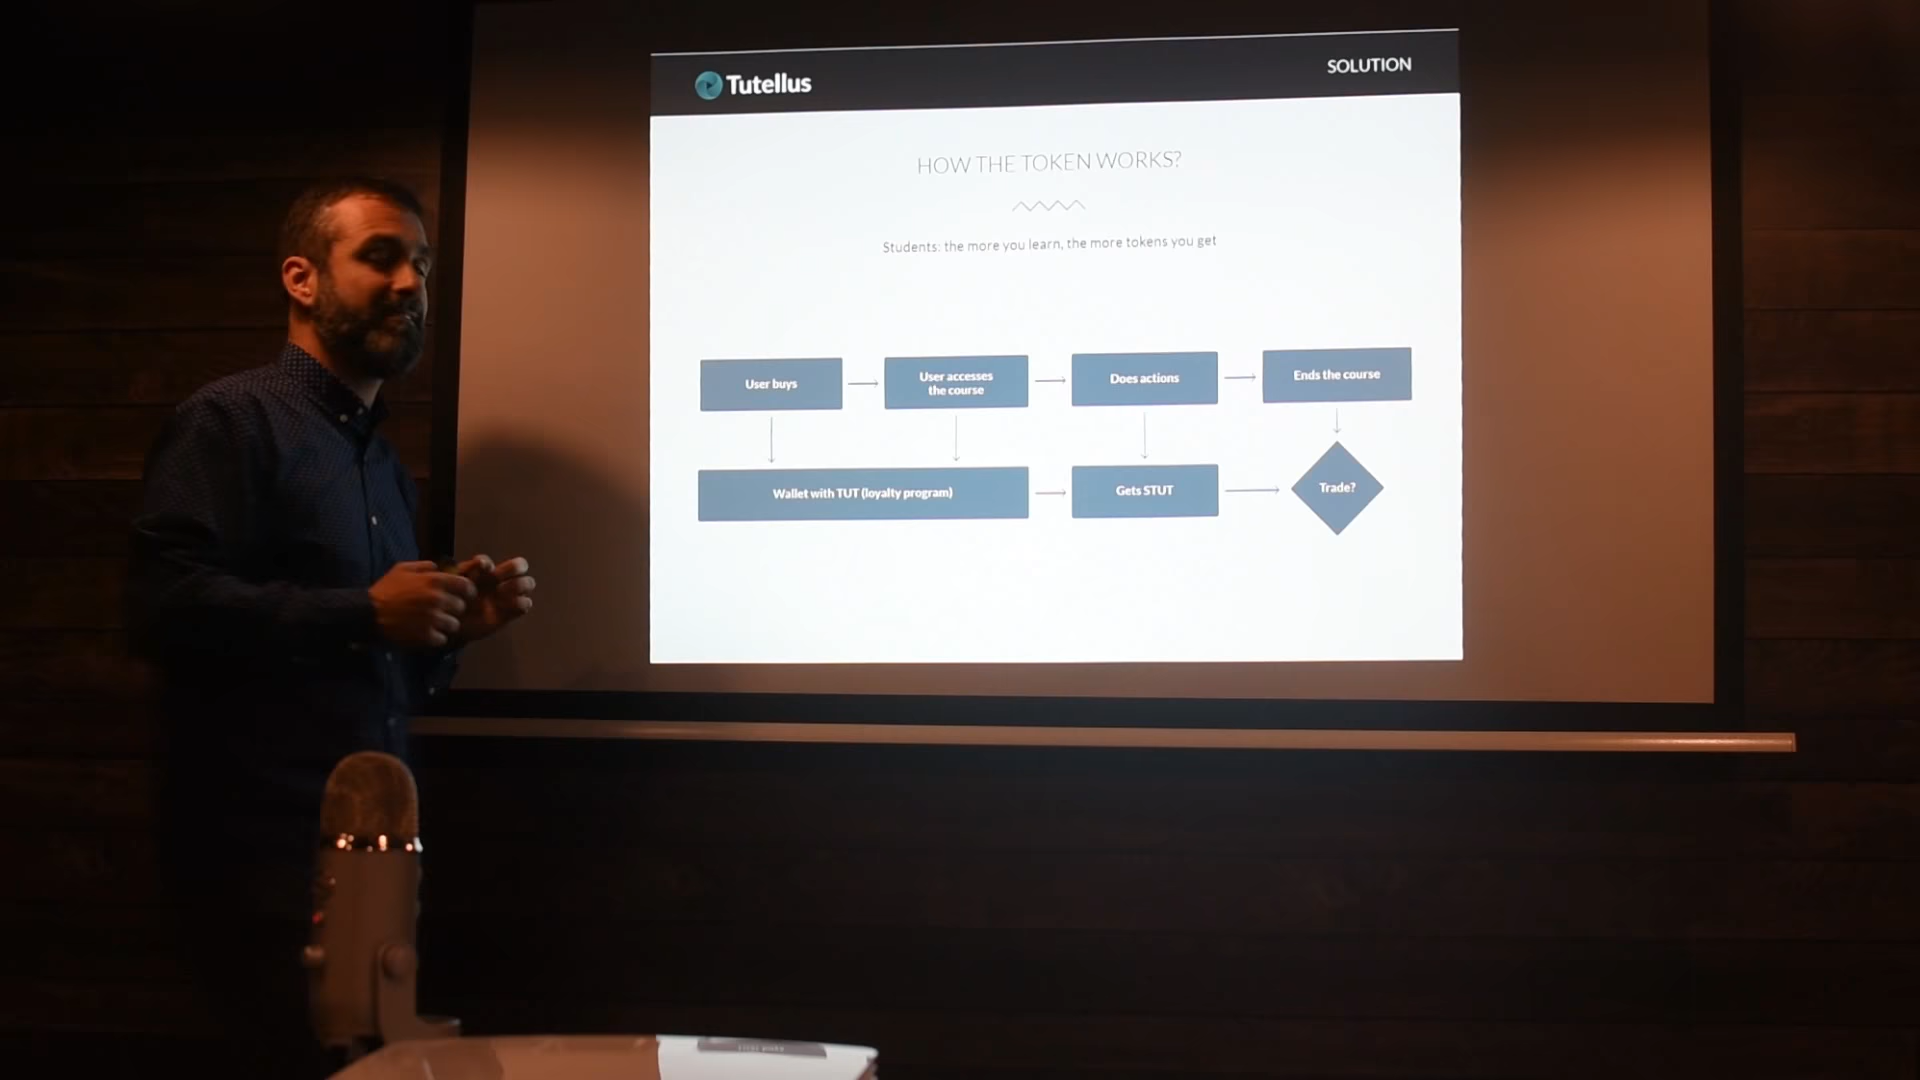 Tutellus
SOLUTION
HOW THE TOKEN WORKS?
Students: the more you learn, the more tokens you get
User buys
User accesses
the course
Does actions
Ends the course
Wallet with TUT (loyalty program)
Gets STUT
Trade?